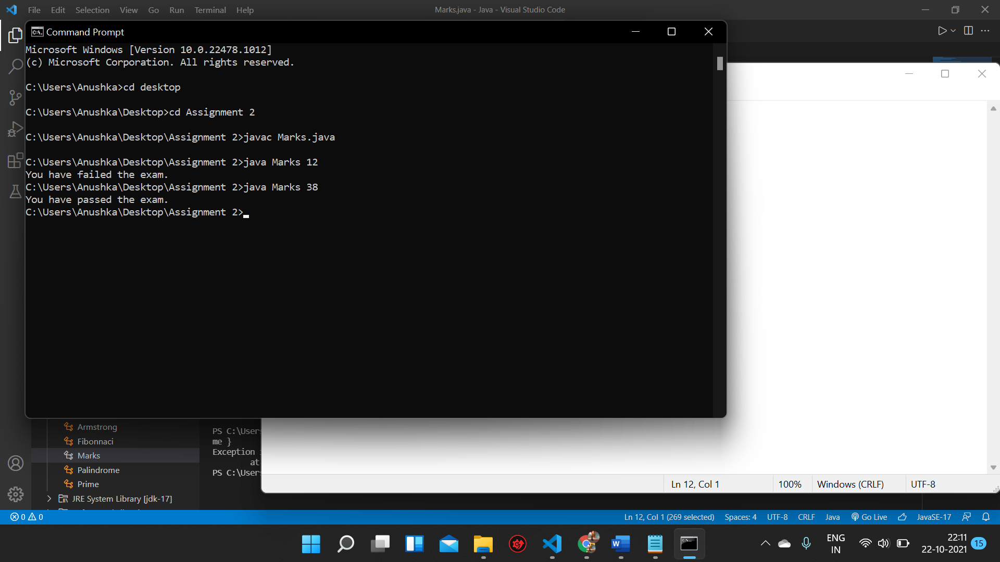 File Edit Selection View Go Run Terminal Help
Marks.java - Java - Visual Studio Code
Command Prompt
Microsoft Windows [Version 10.0.22478.1012]
(c) Microsoft Corporation. All rights reserved.
C:\Users\Anushka>cd desktop
C:\Users\Anushka\Desktop>cd Assignment 2
C:\Users\Anushka\Desktop\Assignment 2>javac Marks.java
C:\Users\Anushka\Desktop\Assignment 2>java Marks 12
You have failed the exam.
C:\Users\Anushka\Desktop\Assignment 2>java Marks 38
You have passed the exam.
C:\Users\Anushka\Desktop\Assignment 2>
Armstrong
Fibonnaci
Marks
Palindrome
Prime
JRE System Library [jdk-17]
PS C:\Users
me }
Exception
at
PS C:\Users
Ln 12, Col 1 100% Windows (CRLF) UTF-8
0 0 Ln 12, Col 1 (269 selected) Spaces: 4 UTF-8 CRLF Java Go Live JavaSE-17
ENG
IN
22:11
22-10-2021
15